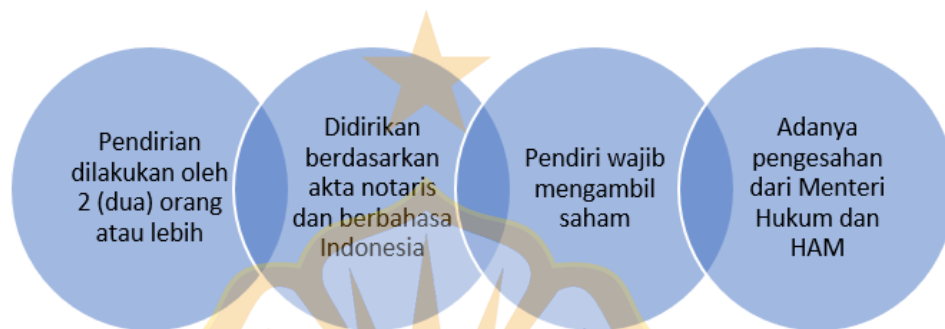 Pendirian
dilakukan oleh
2 (dua) orang
atau lebih
Didirikan
berdasarkan
akta notaris
dan berbahasa
Indonesia
Pendiri wajib
mengambil
saham
Adanya
pengesahan
dari Menteri
Hukum dan
HAM